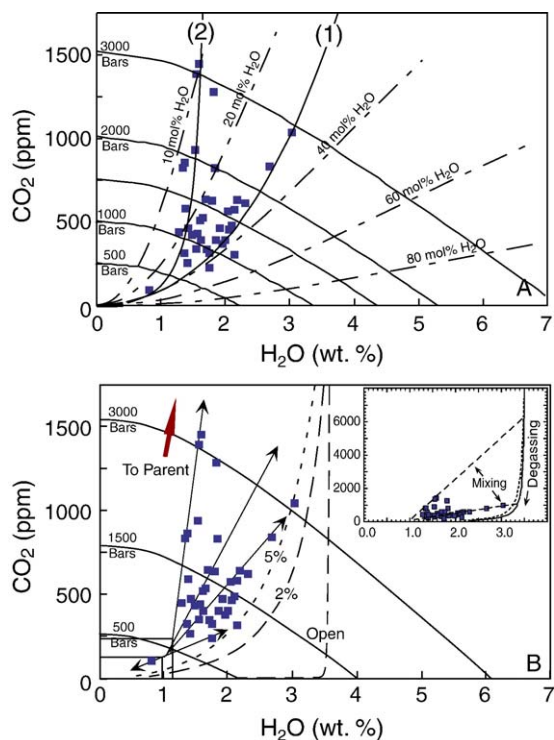 (2)
(1)
1500
3000
Bars
10 mol% H2O
20 mol% H2O
40 mol% H2O
2000
Bars
1000
CO2 (ppm)
60 mol% H2O
500
1000
Bars
80 mol% H2O
500
Bars
A
0
0
1
2
3
4
5
6
7
H2O (wt. %)
1500
3000
Bars
To Parent
6000
4000
2000
0
0
1.0
2.0
3.0
Mixing
Degassing
1000
CO2 (ppm)
1500
Bars
5%
2%
500
500
Bars
Open
B
0
0
1
2
3
4
5
6
7
H2O (wt. %)